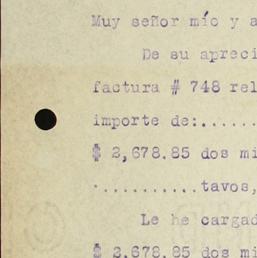 Muy señor mío y a
De su apreci
factura # 748 rel
importe de:.......
$ 2,678.85 dos mi
...........tavos,
Le he cargad
$ 2,678.85 dos mi